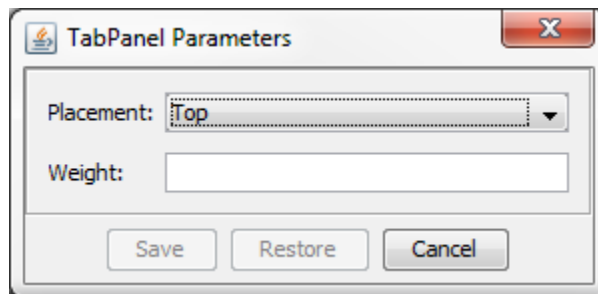 TabPanel Parameters
Placement: Top
Weight:
Save Restore Cancel